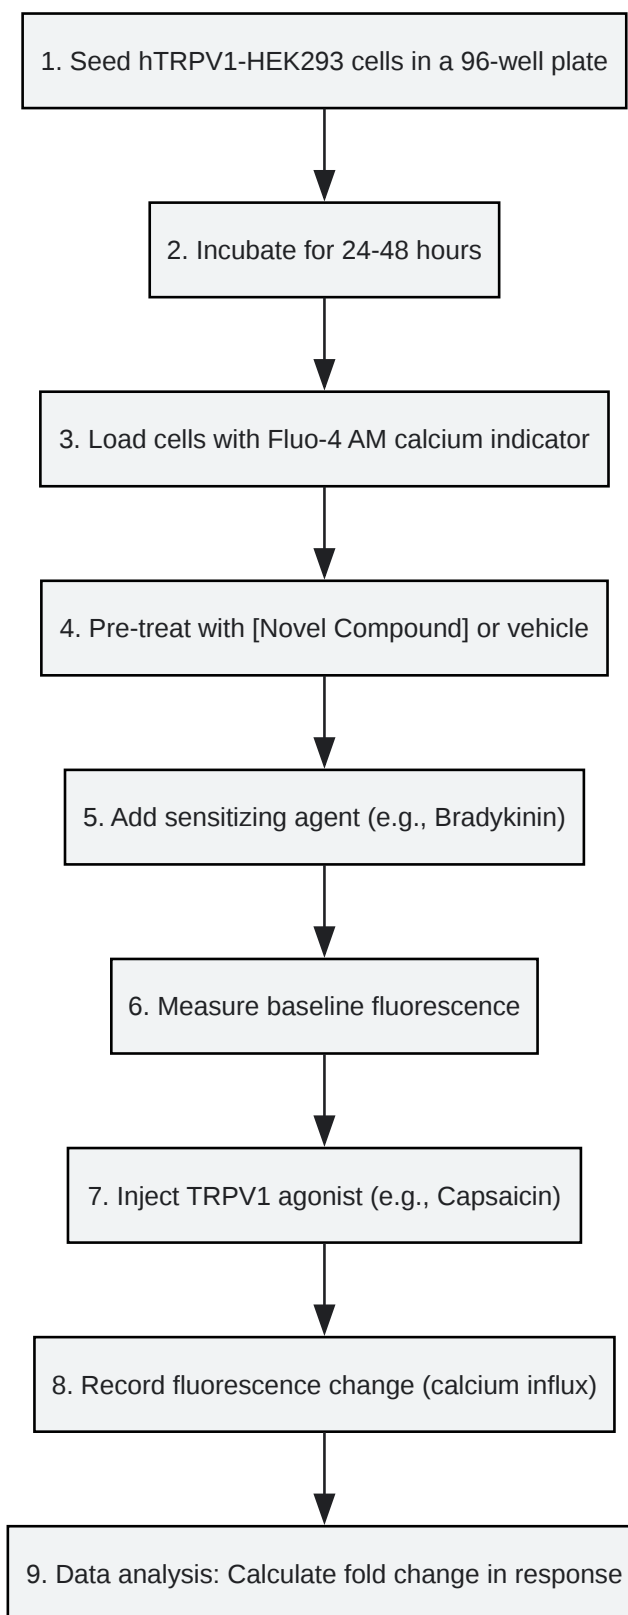 1. Seed hTRPV1-HEK293 cells in a 96-well plate
2. Incubate for 24-48 hours
3. Load cells with Fluo-4 AM calcium indicator
4. Pre-treat with [Novel Compound] or vehicle
5. Add sensitizing agent (e.g., Bradykinin)
6. Measure baseline fluorescence
7. Inject TRPV1 agonist (e.g., Capsaicin)
8. Record fluorescence change (calcium influx)
9. Data analysis: Calculate fold change in response